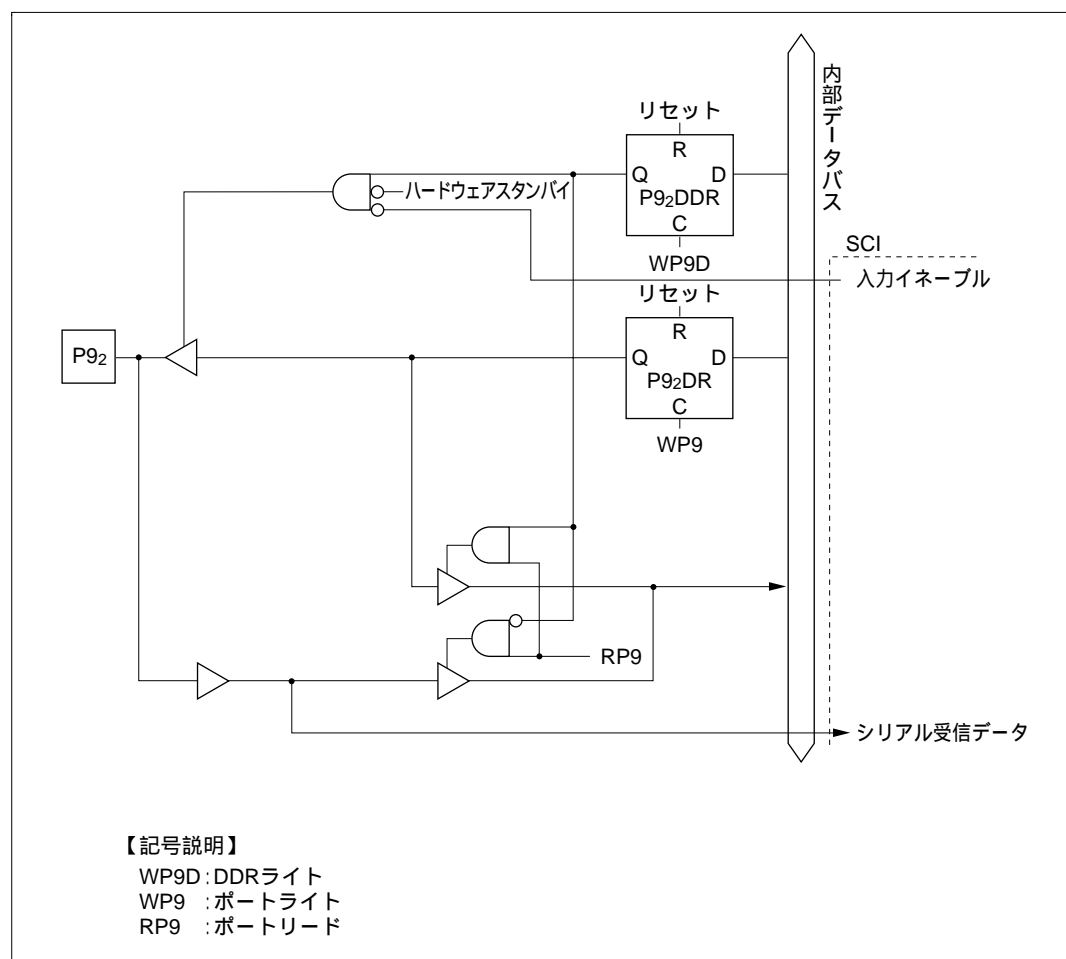 内部データバス
リセット
R
Q D
P9₂DDR
C
WP9D
ハードウェアスタンバイ
SCI
入力イネーブル
リセット
R
Q D
P9₂DR
C
WP9
P9₂
RP9
シリアル受信データ
【記号説明】
WP9D : DDRライト
WP9 : ポートライト
RP9 : ポートリード